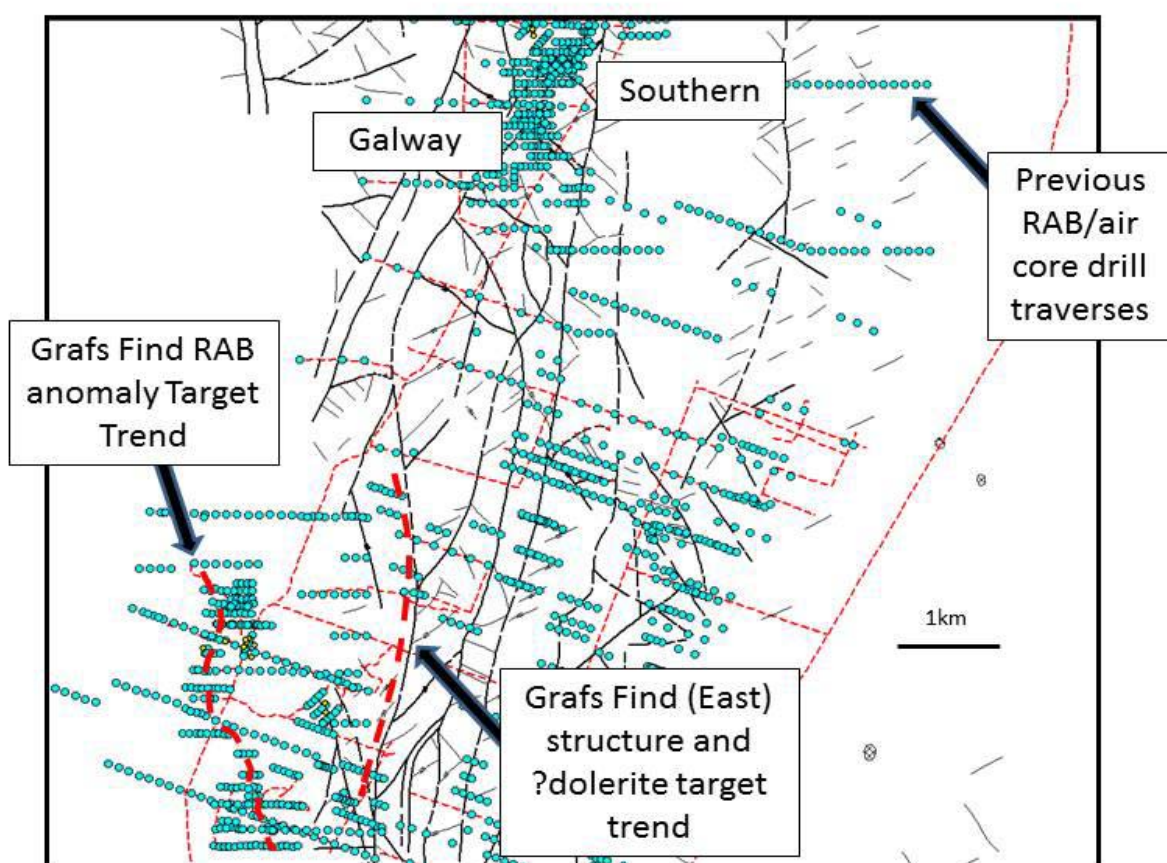 Southern
Galway
Previous
RAB/air
core drill
traverses
Grafs Find RAB
anomaly Target
Trend
1km
Grafs Find (East)
structure and
?dolerite target
trend